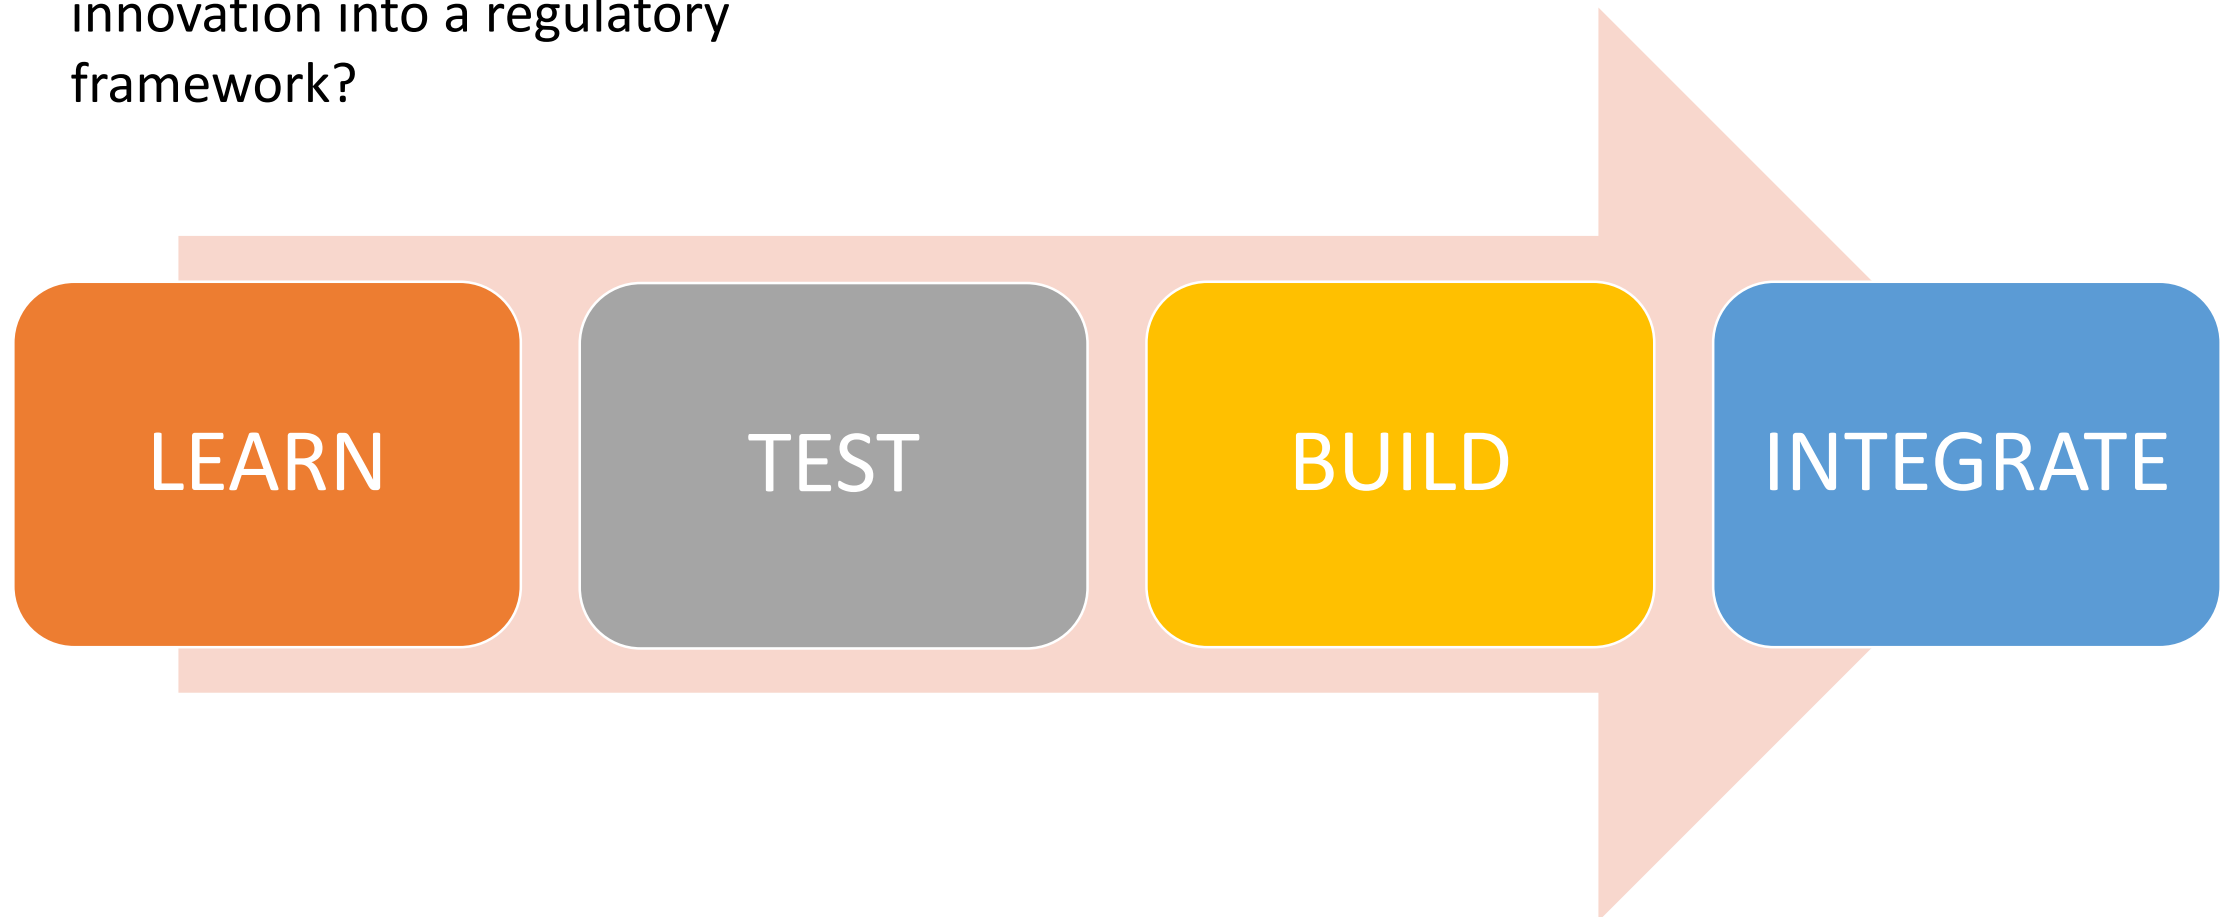 innovation into a regulatory
framework?
LEARN
TEST
BUILD
INTEGRATE